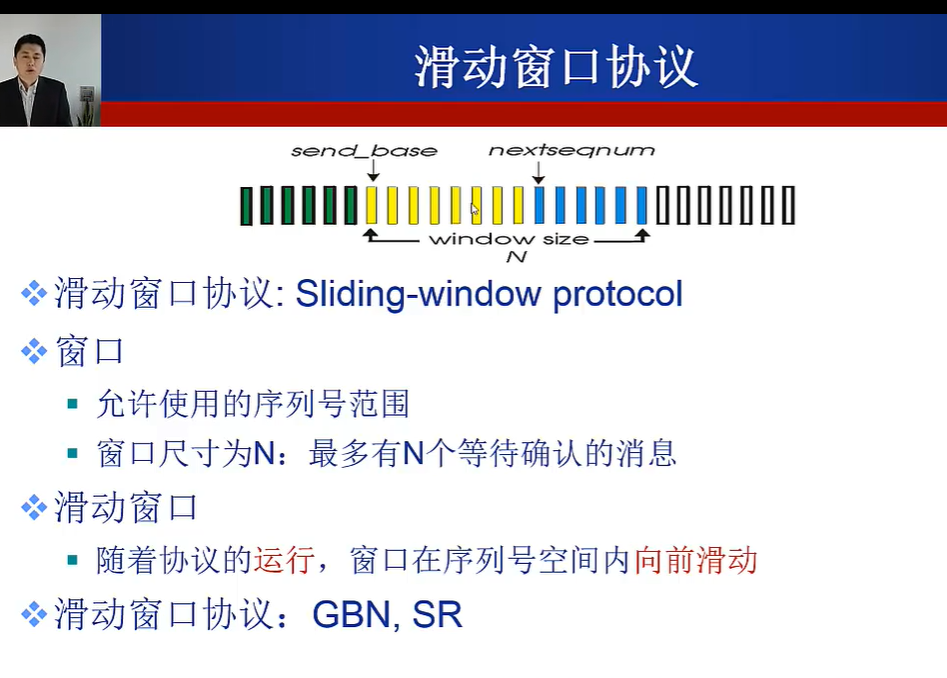 滑动窗口协议
send_base nextseqnum
window size
N
滑动窗口协议: Sliding-window protocol
窗口
允许使用的序列号范围
窗口尺寸为N：最多有N个等待确认的消息
滑动窗口
随着协议的运行，窗口在序列号空间内向前滑动
滑动窗口协议：GBN, SR